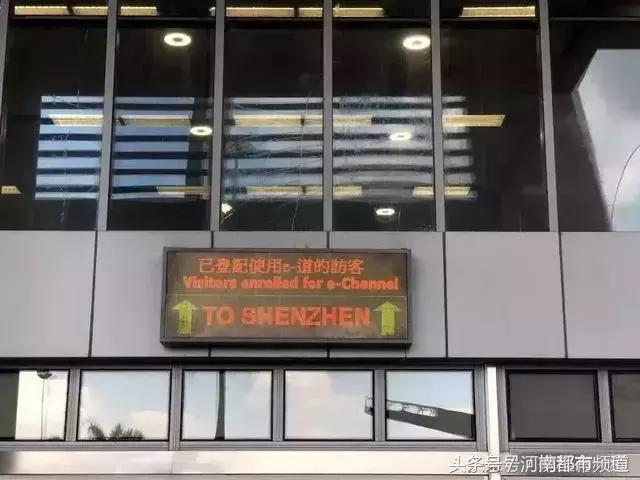 已登記使用e-道的訪客
Visitors enrolled for e-Channel
TO SHENZHEN
头条号/河南都市频道